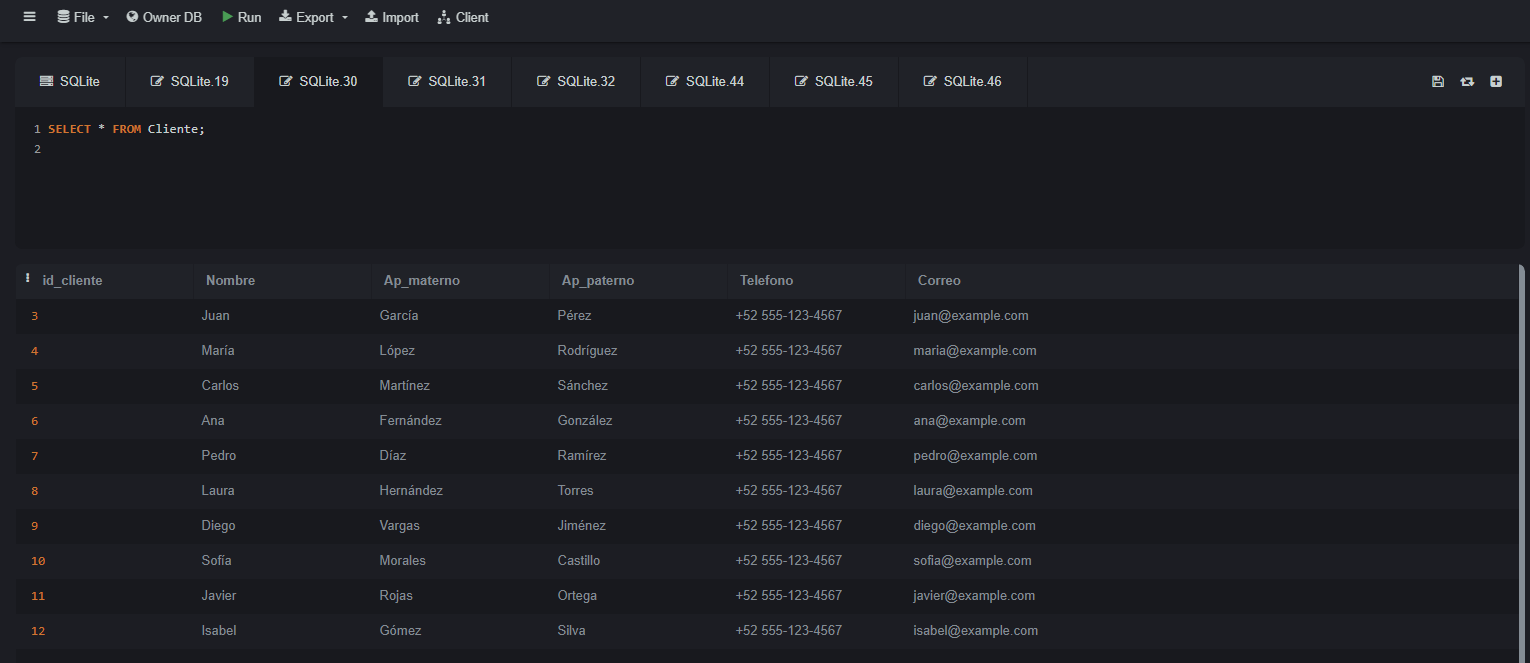 File Owner DB Run Export Import Client
SQLite SQLite.19 SQLite.30 SQLite.31 SQLite.32 SQLite.44 SQLite.45 SQLite.46
1 SELECT * FROM Cliente;
2
id_cliente Nombre Ap_materno Ap_paterno Telefono Correo
3 Juan García Pérez +52 555-123-4567 juan@example.com
4 María López Rodríguez +52 555-123-4567 maria@example.com
5 Carlos Martínez Sánchez +52 555-123-4567 carlos@example.com
6 Ana Fernández González +52 555-123-4567 ana@example.com
7 Pedro Díaz Ramírez +52 555-123-4567 pedro@example.com
8 Laura Hernández Torres +52 555-123-4567 laura@example.com
9 Diego Vargas Jiménez +52 555-123-4567 diego@example.com
10 Sofía Morales Castillo +52 555-123-4567 sofia@example.com
11 Javier Rojas Ortega +52 555-123-4567 javier@example.com
12 Isabel Gómez Silva +52 555-123-4567 isabel@example.com